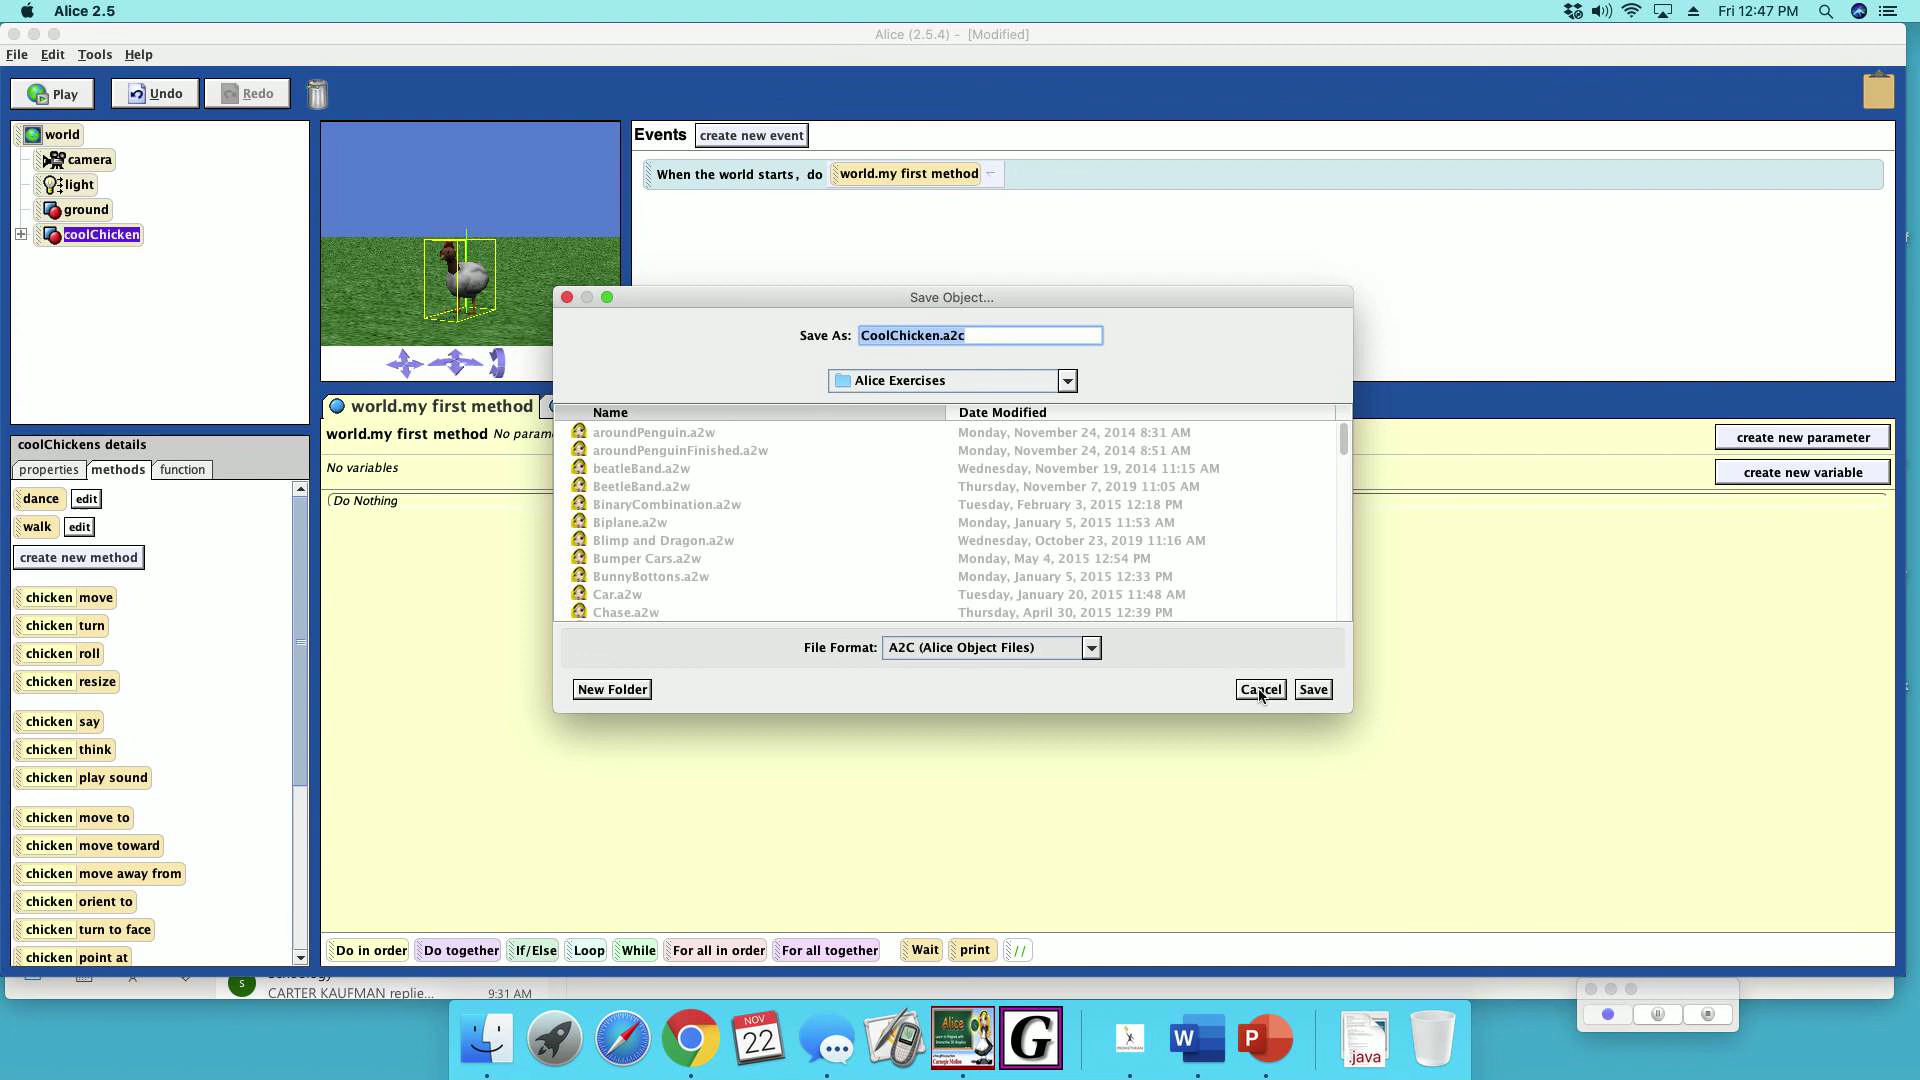 Alice 2.5
Fri 12:47 PM
Alice (2.5.4) - [Modified]
File Edit Tools Help
Play Undo Redo
world
camera
light
ground
coolChicken
Events create new event
When the world starts, do world.my first method
Save Object...
Save As: CoolChicken.a2c
Alice Exercises
Name Date Modified
aroundPenguin.a2w Monday, November 24, 2014 8:31 AM
aroundPenguinFinished.a2w Monday, November 24, 2014 8:51 AM
beatleBand.a2w Wednesday, November 19, 2014 11:15 AM
BeetleBand.a2w Thursday, November 7, 2019 11:05 AM
BinaryCombination.a2w Tuesday, February 3, 2015 12:18 PM
Biplane.a2w Monday, January 5, 2015 11:53 AM
Blimp and Dragon.a2w Wednesday, October 23, 2019 11:16 AM
Bumper Cars.a2w Monday, May 4, 2015 12:54 PM
BunnyBottons.a2w Monday, January 5, 2015 12:33 PM
Car.a2w Tuesday, January 20, 2015 11:48 AM
Chase.a2w Thursday, April 30, 2015 12:39 PM
File Format: A2C (Alice Object Files)
New Folder Cancel Save
world.my first method
world.my first method No param
create new parameter
No variables
create new variable
Do Nothing
coolChickens details
properties methods function
dance edit
walk edit
create new method
chicken move
chicken turn
chicken roll
chicken resize
chicken say
chicken think
chicken play sound
chicken move to
chicken move toward
chicken move away from
chicken orient to
chicken turn to face
chicken point at
Do in order Do together If/Else Loop While For all in order For all together Wait print //
S
CARTER KAUFMAN replie... 9:31 AM
NOV
22
Alice
G
PROMETHEAN
W
P
.java